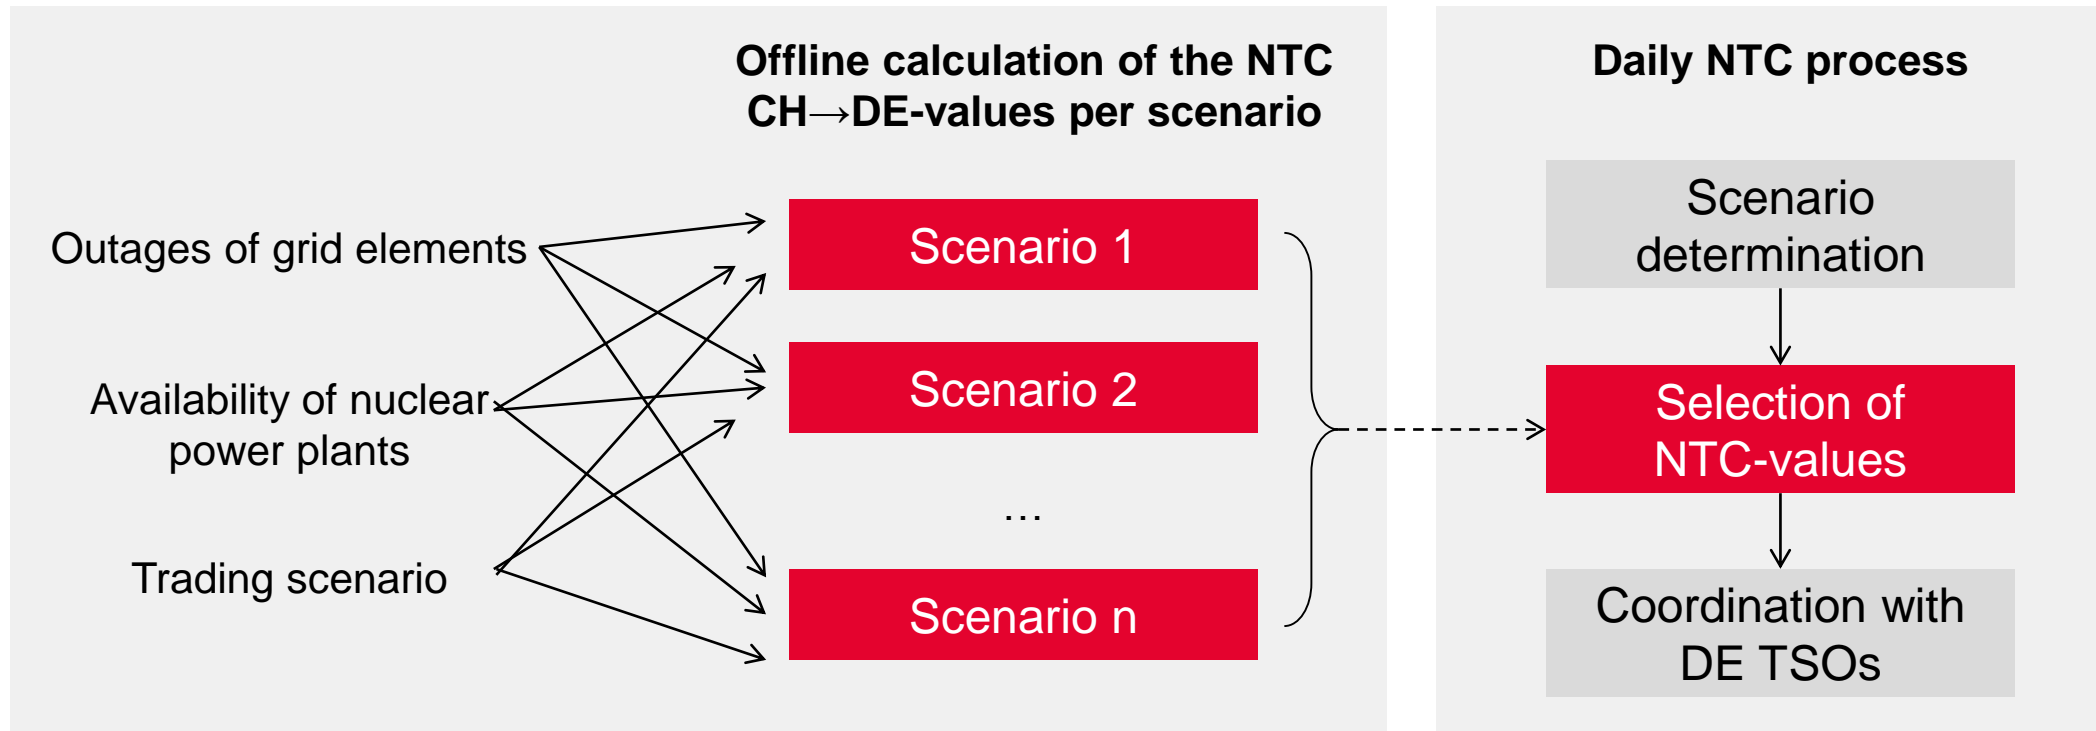 Offline calculation of the NTC
CH→DE-values per scenario
Outages of grid elements
Availability of nuclear
power plants
Trading scenario
Scenario 1
Scenario 2
…
Scenario n
Daily NTC process
Scenario
determination
Selection of
NTC-values
Coordination with
DE TSOs